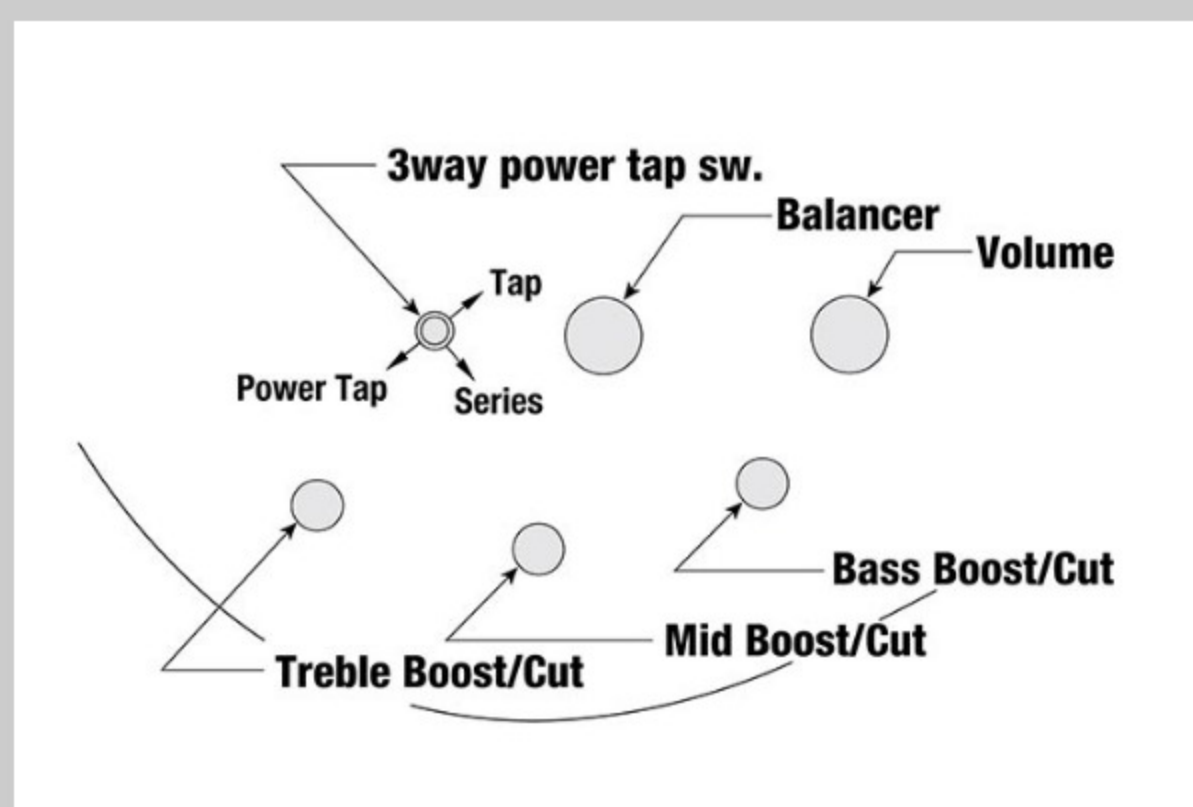 3way power tap sw.
Balancer
Volume
Tap
Power Tap
Series
Bass Boost/Cut
Mid Boost/Cut
Treble Boost/Cut